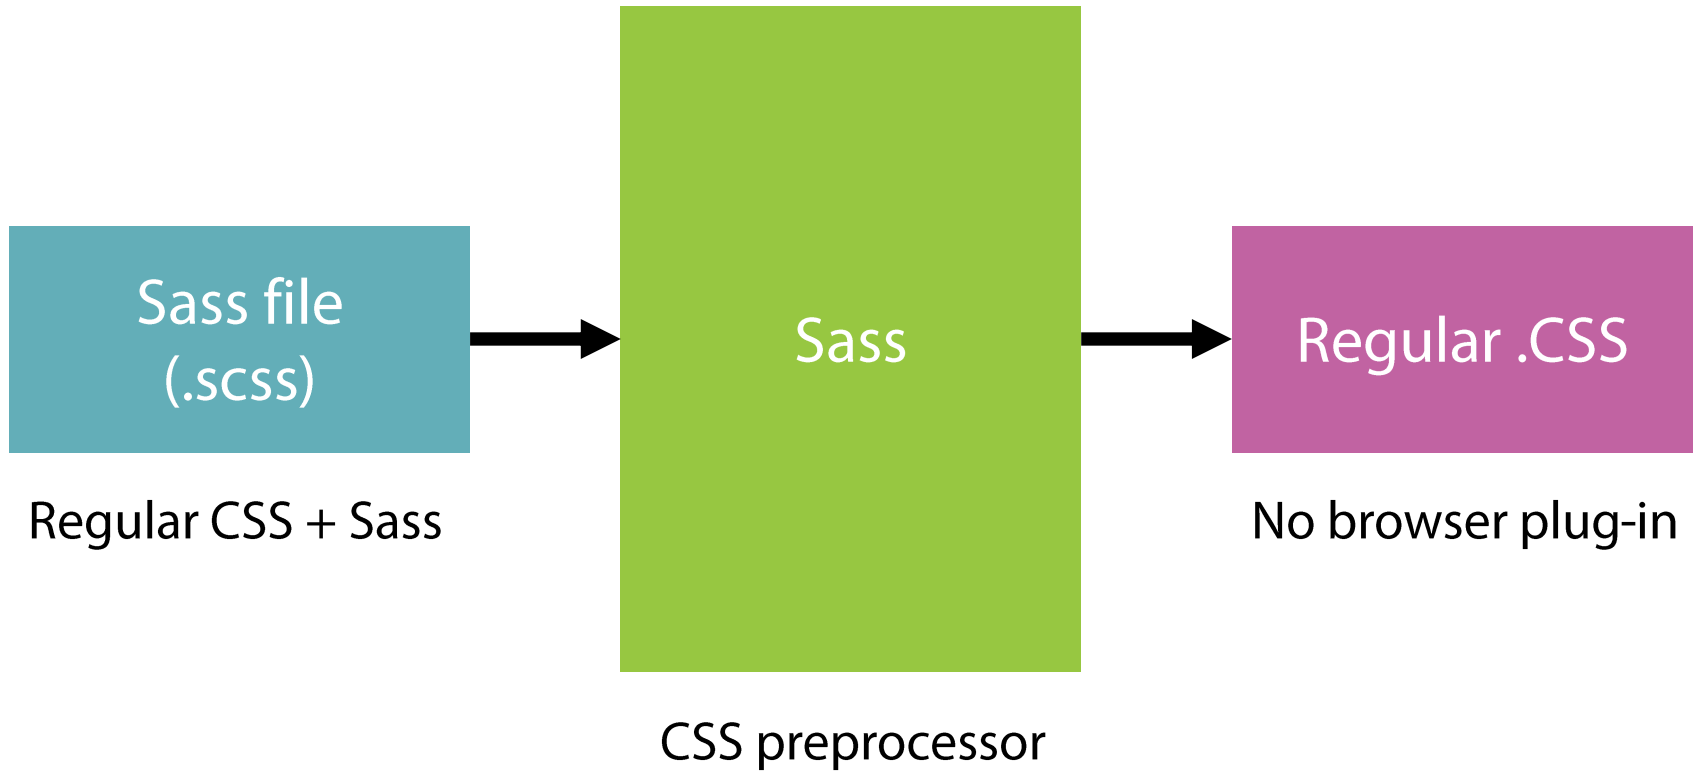 Sass file
(.scss)
Regular CSS + Sass
Sass
CSS preprocessor
Regular .CSS
No browser plug-in